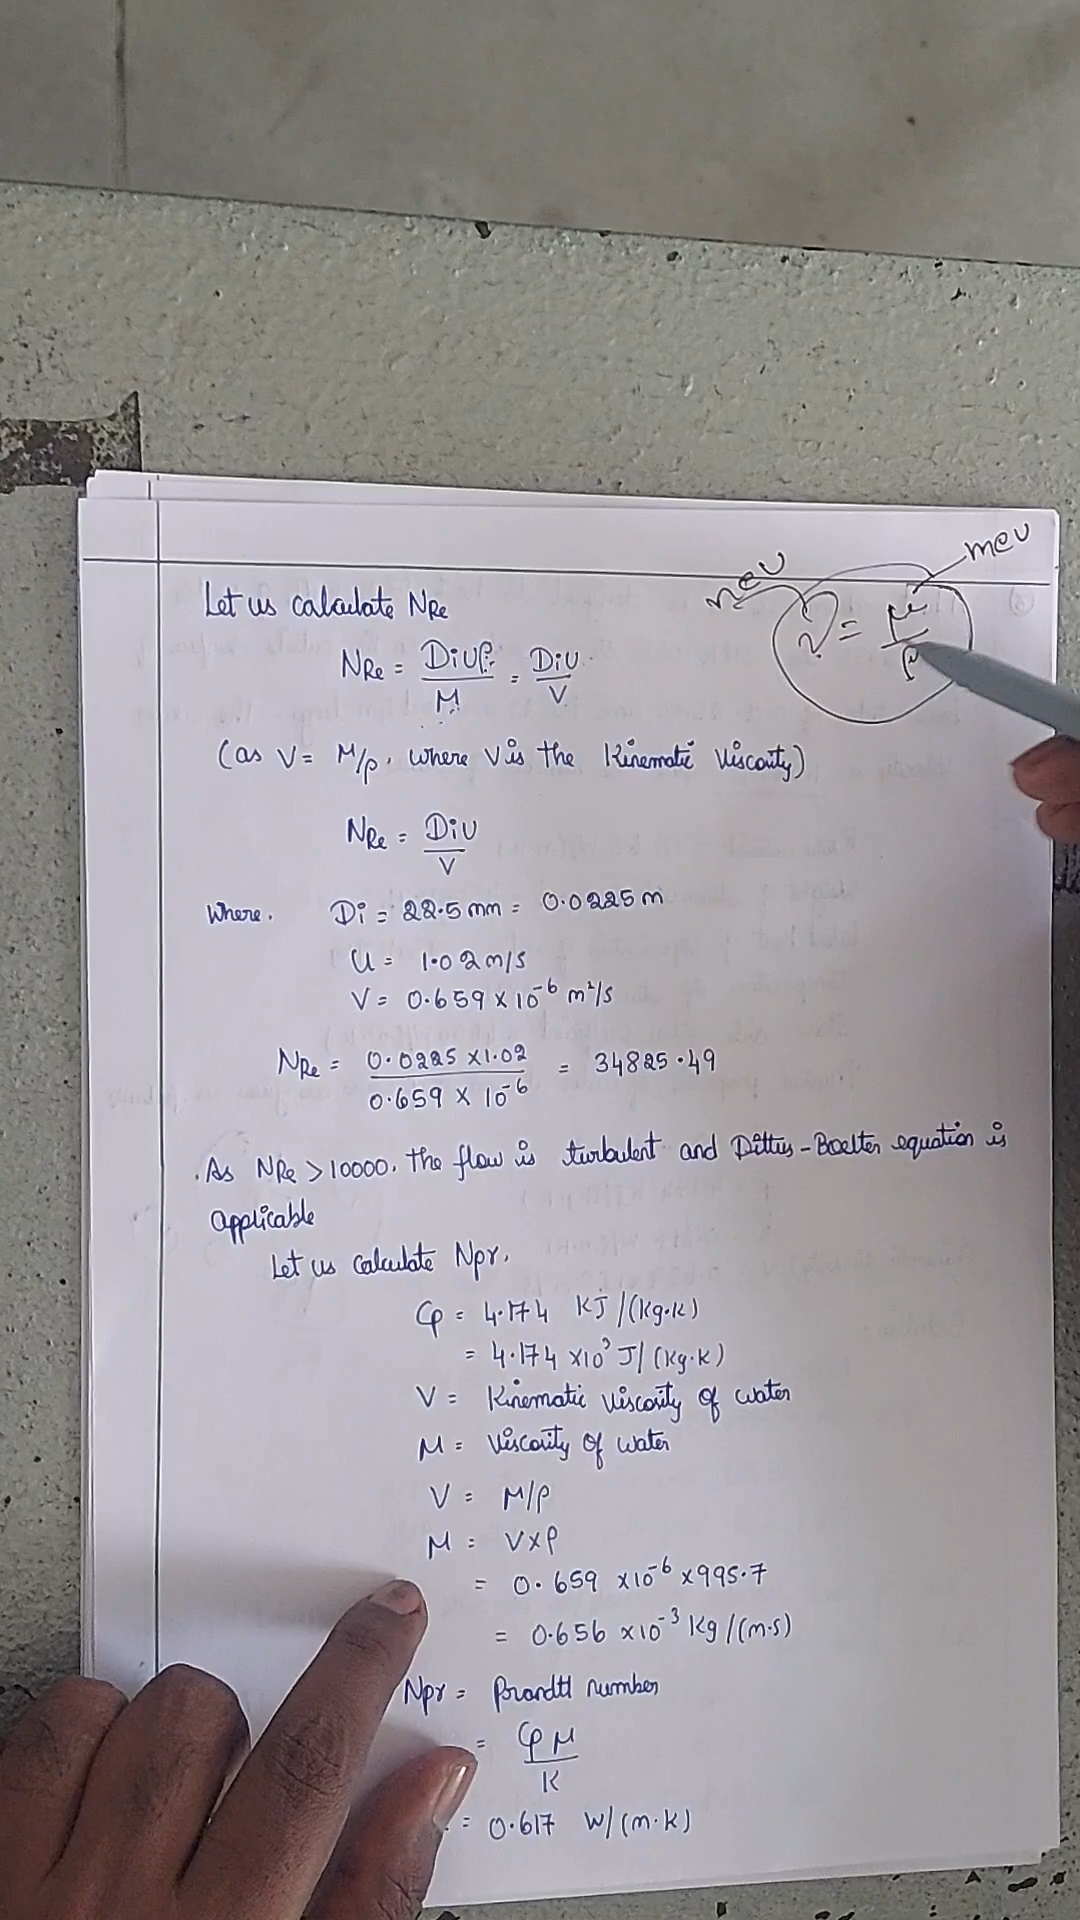 neu
meu
ν = μ/ρ
Let us calculate NRe
NRe = DiUρ/μ = DiU/V
(as V = μ/ρ, where V is the Kinematic Viscosity)
NRe = DiU/V
Where. Di = 22.5 mm = 0.0225m
U = 1.02 m/s
V = 0.659 × 10⁻⁶ m²/s
NRe = 0.0225 × 1.02 / 0.659 × 10⁻⁶ = 34825.49
As NRe > 10000, The flow is turbulent and Dittus-Boelter equation is
applicable
Let us calculate Npr.
Cp = 4.174 KJ/(Kg.K)
= 4.174 × 10³ J/(Kg.K)
V = Kinematic Viscosity of water
μ = Viscosity of water
V = μ/ρ
μ = V×ρ
= 0.659 × 10⁻⁶ × 995.7
= 0.656 × 10⁻³ Kg/(m.s)
Npr = Prandtl number
= Cp μ/K
= 0.617 W/(m.K)